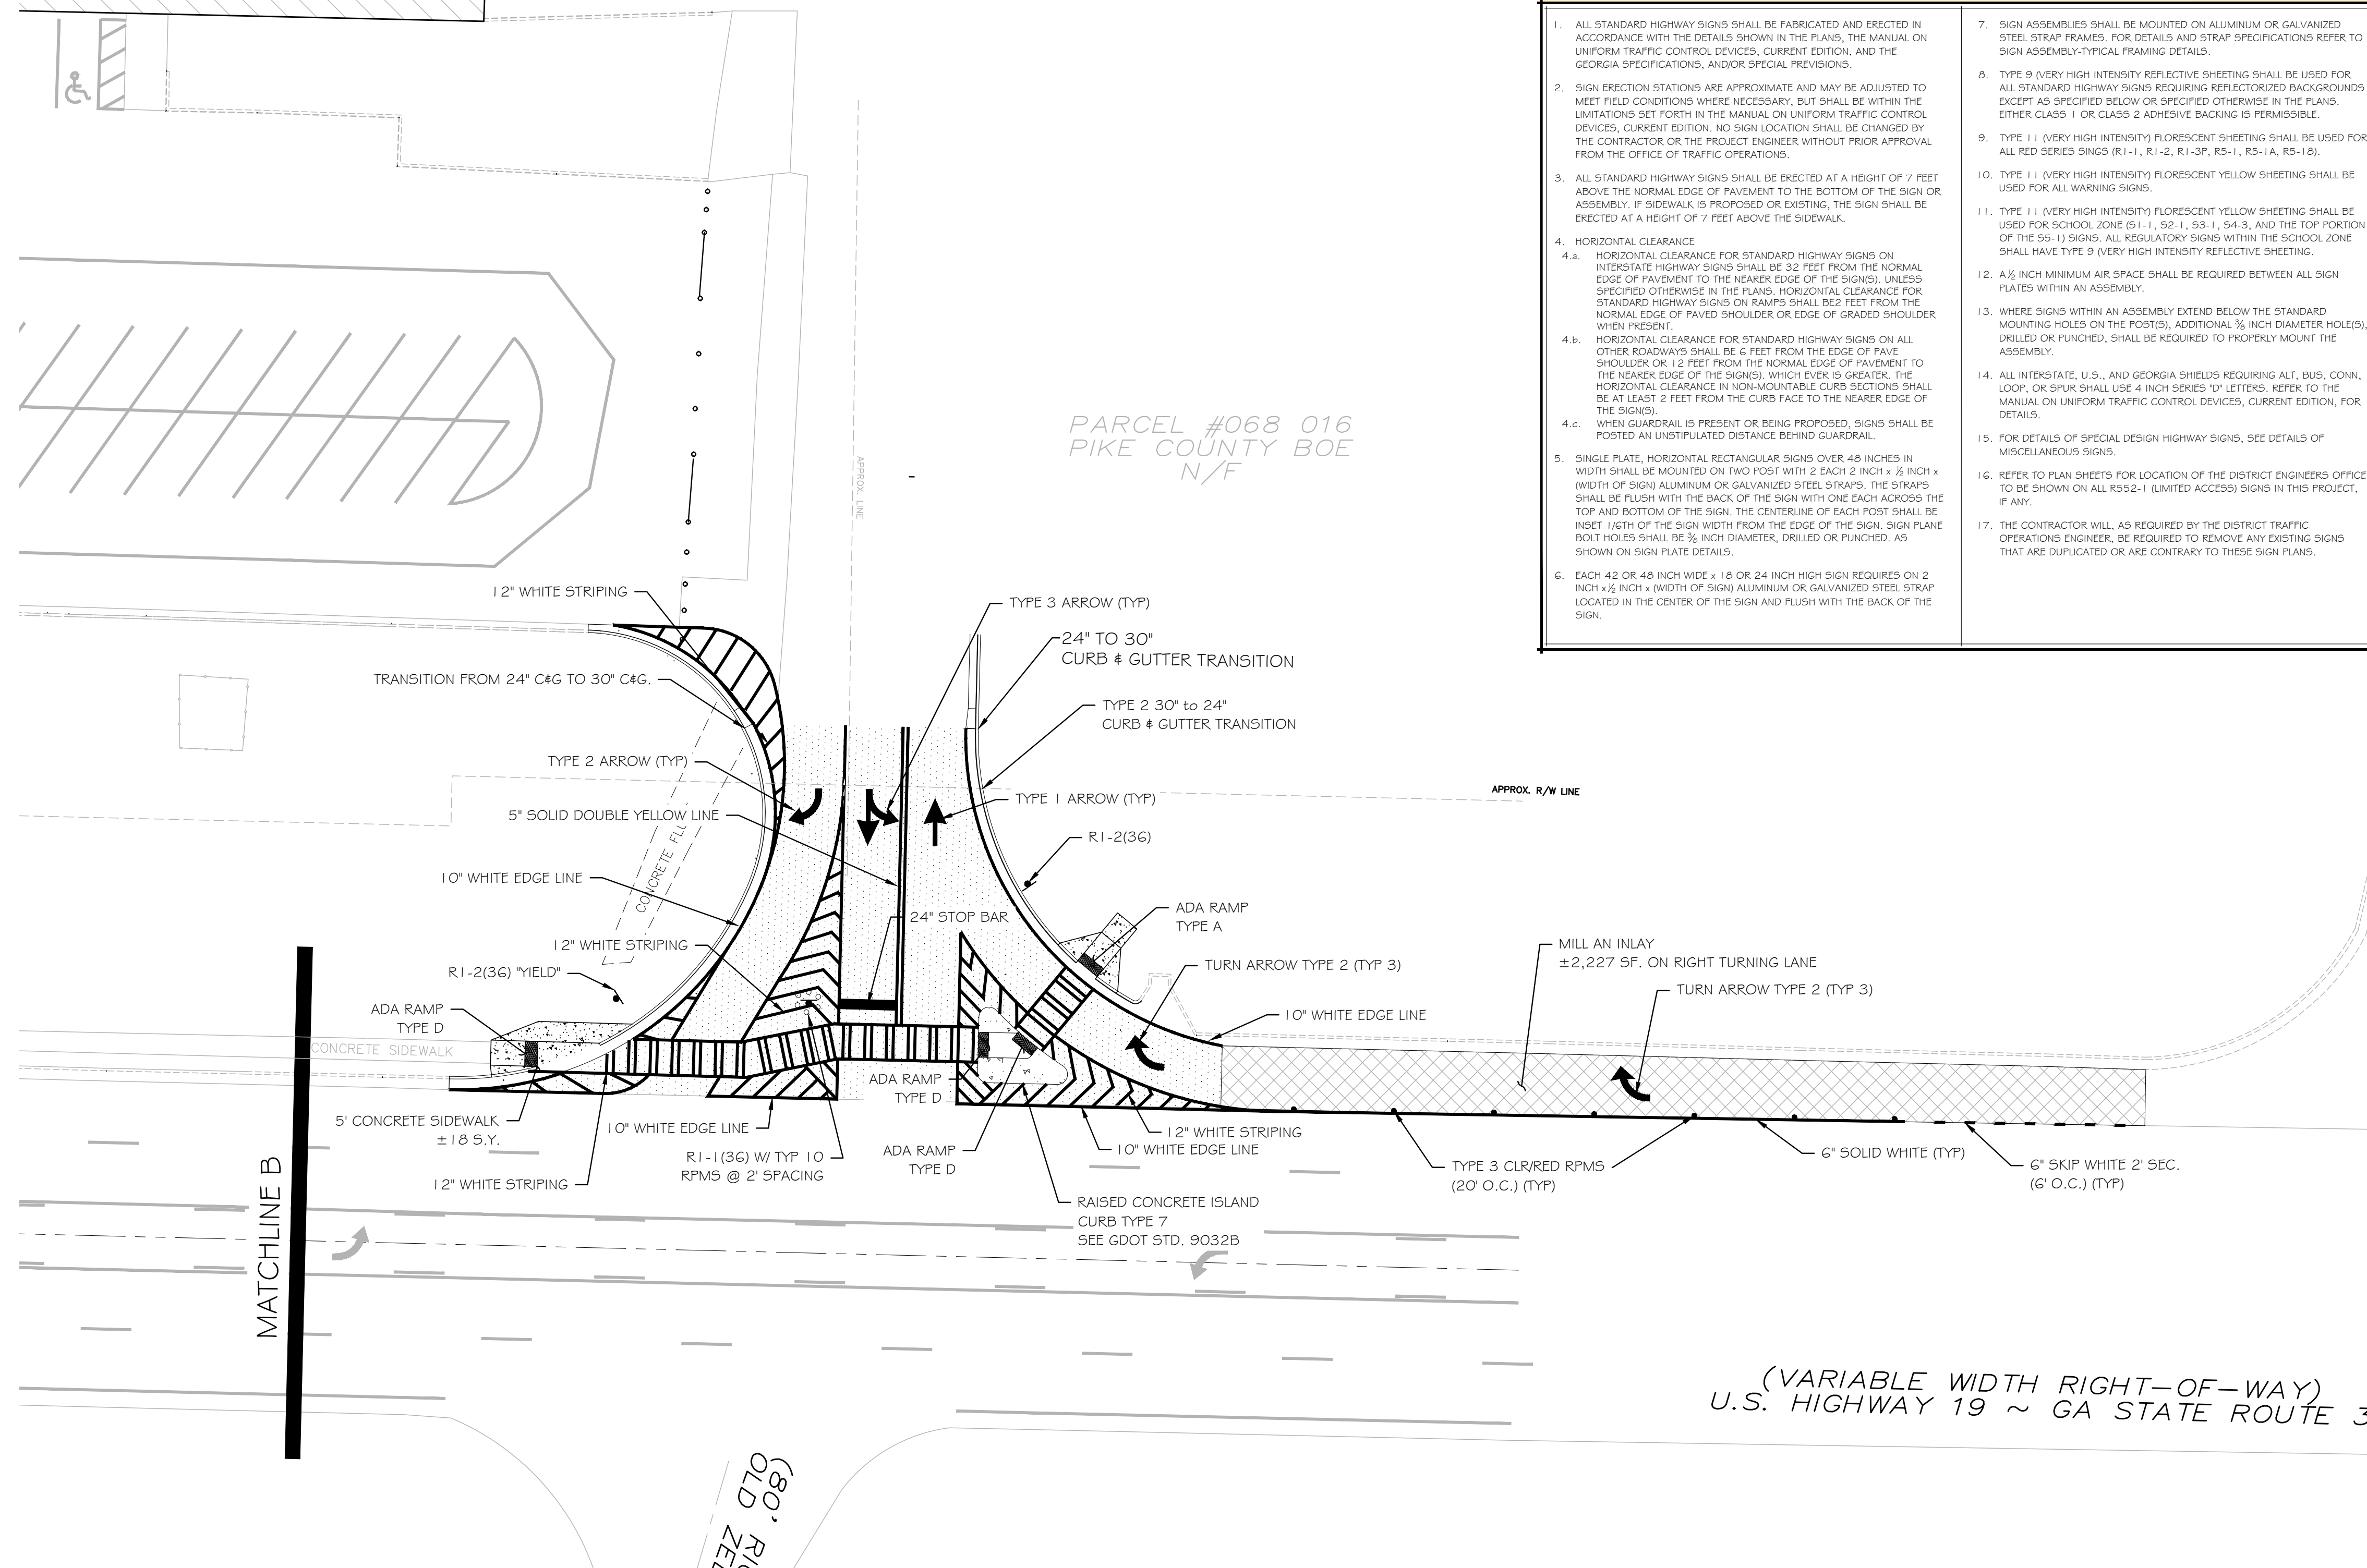 1. ALL STANDARD HIGHWAY SIGNS SHALL BE FABRICATED AND ERECTED IN
ACCORDANCE WITH THE DETAILS SHOWN IN THE PLANS, THE MANUAL ON
UNIFORM TRAFFIC CONTROL DEVICES, CURRENT EDITION, AND THE
GEORGIA SPECIFICATIONS, AND/OR SPECIAL PREVISIONS.
2. SIGN ERECTION STATIONS ARE APPROXIMATE AND MAY BE ADJUSTED TO
MEET FIELD CONDITIONS WHERE NECESSARY, BUT SHALL BE WITHIN THE
LIMITATIONS SET FORTH IN THE MANUAL ON UNIFORM TRAFFIC CONTROL
DEVICES, CURRENT EDITION. NO SIGN LOCATION SHALL BE CHANGED BY
THE CONTRACTOR OR THE PROJECT ENGINEER WITHOUT PRIOR APPROVAL
FROM THE OFFICE OF TRAFFIC OPERATIONS.
3. ALL STANDARD HIGHWAY SIGNS SHALL BE ERECTED AT A HEIGHT OF 7 FEET
ABOVE THE NORMAL EDGE OF PAVEMENT TO THE BOTTOM OF THE SIGN OR
ASSEMBLY. IF SIDEWALK IS PROPOSED OR EXISTING, THE SIGN SHALL BE
ERECTED AT A HEIGHT OF 7 FEET ABOVE THE SIDEWALK.
4. HORIZONTAL CLEARANCE
4.a. HORIZONTAL CLEARANCE FOR STANDARD HIGHWAY SIGNS ON
INTERSTATE HIGHWAY SIGNS SHALL BE 32 FEET FROM THE NORMAL
EDGE OF PAVEMENT TO THE NEARER EDGE OF THE SIGN(S). UNLESS
SPECIFIED OTHERWISE IN THE PLANS. HORIZONTAL CLEARANCE FOR
STANDARD HIGHWAY SIGNS ON RAMPS SHALL BE2 FEET FROM THE
NORMAL EDGE OF PAVED SHOULDER OR EDGE OF GRADED SHOULDER
WHEN PRESENT.
4.b. HORIZONTAL CLEARANCE FOR STANDARD HIGHWAY SIGNS ON ALL
OTHER ROADWAYS SHALL BE 6 FEET FROM THE EDGE OF PAVE
SHOULDER OR 12 FEET FROM THE NORMAL EDGE OF PAVEMENT TO
THE NEARER EDGE OF THE SIGN(S). WHICH EVER IS GREATER. THE
HORIZONTAL CLEARANCE IN NON-MOUNTABLE CURB SECTIONS SHALL
BE AT LEAST 2 FEET FROM THE CURB FACE TO THE NEARER EDGE OF
THE SIGN(S).
4.c. WHEN GUARDRAIL IS PRESENT OR BEING PROPOSED, SIGNS SHALL BE
POSTED AN UNSTIPULATED DISTANCE BEHIND GUARDRAIL.
5. SINGLE PLATE, HORIZONTAL RECTANGULAR SIGNS OVER 48 INCHES IN
WIDTH SHALL BE MOUNTED ON TWO POST WITH 2 EACH 2 INCH x ½ INCH x
(WIDTH OF SIGN) ALUMINUM OR GALVANIZED STEEL STRAPS. THE STRAPS
SHALL BE FLUSH WITH THE BACK OF THE SIGN WITH ONE EACH ACROSS THE
TOP AND BOTTOM OF THE SIGN. THE CENTERLINE OF EACH POST SHALL BE
INSET 1/6TH OF THE SIGN WIDTH FROM THE EDGE OF THE SIGN. SIGN PLANE
BOLT HOLES SHALL BE ⅜ INCH DIAMETER, DRILLED OR PUNCHED. AS
SHOWN ON SIGN PLATE DETAILS.
6. EACH 42 OR 48 INCH WIDE x 18 OR 24 INCH HIGH SIGN REQUIRES ON 2
INCH x ½ INCH x (WIDTH OF SIGN) ALUMINUM OR GALVANIZED STEEL STRAP
LOCATED IN THE CENTER OF THE SIGN AND FLUSH WITH THE BACK OF THE
SIGN.
7. SIGN ASSEMBLIES SHALL BE MOUNTED ON ALUMINUM OR GALVANIZED
STEEL STRAP FRAMES. FOR DETAILS AND STRAP SPECIFICATIONS REFER TO
SIGN ASSEMBLY-TYPICAL FRAMING DETAILS.
8. TYPE 9 (VERY HIGH INTENSITY REFLECTIVE SHEETING SHALL BE USED FOR
ALL STANDARD HIGHWAY SIGNS REQUIRING REFLECTORIZED BACKGROUNDS
EXCEPT AS SPECIFIED BELOW OR SPECIFIED OTHERWISE IN THE PLANS.
EITHER CLASS 1 OR CLASS 2 ADHESIVE BACKING IS PERMISSIBLE.
9. TYPE 11 (VERY HIGH INTENSITY) FLORESCENT SHEETING SHALL BE USED FOR
ALL RED SERIES SINGS (R1-1, R1-2, R1-3P, R5-1, R5-1A, R5-18).
10. TYPE 11 (VERY HIGH INTENSITY) FLORESCENT YELLOW SHEETING SHALL BE
USED FOR ALL WARNING SIGNS.
11. TYPE 11 (VERY HIGH INTENSITY) FLORESCENT YELLOW SHEETING SHALL BE
USED FOR SCHOOL ZONE (S1-1, S2-1, S3-1, S4-3, AND THE TOP PORTION
OF THE S5-1) SIGNS. ALL REGULATORY SIGNS WITHIN THE SCHOOL ZONE
SHALL HAVE TYPE 9 (VERY HIGH INTENSITY REFLECTIVE SHEETING.
12. A ½ INCH MINIMUM AIR SPACE SHALL BE REQUIRED BETWEEN ALL SIGN
PLATES WITHIN AN ASSEMBLY.
13. WHERE SIGNS WITHIN AN ASSEMBLY EXTEND BELOW THE STANDARD
MOUNTING HOLES ON THE POST(S), ADDITIONAL ⅜ INCH DIAMETER HOLE(S),
DRILLED OR PUNCHED, SHALL BE REQUIRED TO PROPERLY MOUNT THE
ASSEMBLY.
14. ALL INTERSTATE, U.S., AND GEORGIA SHIELDS REQUIRING ALT, BUS, CONN,
LOOP, OR SPUR SHALL USE 4 INCH SERIES "D" LETTERS. REFER TO THE
MANUAL ON UNIFORM TRAFFIC CONTROL DEVICES, CURRENT EDITION, FOR
DETAILS.
15. FOR DETAILS OF SPECIAL DESIGN HIGHWAY SIGNS, SEE DETAILS OF
MISCELLANEOUS SIGNS.
16. REFER TO PLAN SHEETS FOR LOCATION OF THE DISTRICT ENGINEERS OFFICE
TO BE SHOWN ON ALL R552-1 (LIMITED ACCESS) SIGNS IN THIS PROJECT,
IF ANY.
17. THE CONTRACTOR WILL, AS REQUIRED BY THE DISTRICT TRAFFIC
OPERATIONS ENGINEER, BE REQUIRED TO REMOVE ANY EXISTING SIGNS
THAT ARE DUPLICATED OR ARE CONTRARY TO THESE SIGN PLANS.
PARCEL #068 016
PIKE COUNTY BOE
N/F
APPROX. LINE
12" WHITE STRIPING
TYPE 3 ARROW (TYP)
24" TO 30"
CURB & GUTTER TRANSITION
TRANSITION FROM 24" C&G TO 30" C&G.
TYPE 2 30" to 24"
CURB & GUTTER TRANSITION
TYPE 2 ARROW (TYP)
APPROX. R/W LINE
TYPE 1 ARROW (TYP)
5" SOLID DOUBLE YELLOW LINE
R1-2(36)
CONCRETE
10" WHITE EDGE LINE
24" STOP BAR
ADA RAMP
TYPE A
12" WHITE STRIPING
MILL AN INLAY
±2,227 SF. ON RIGHT TURNING LANE
R1-2(36) "YIELD"
TURN ARROW TYPE 2 (TYP 3)
TURN ARROW TYPE 2 (TYP 3)
ADA RAMP
TYPE D
10" WHITE EDGE LINE
CONCRETE SIDEWALK
ADA RAMP
TYPE D
5' CONCRETE SIDEWALK
±18 S.Y.
10" WHITE EDGE LINE
12" WHITE STRIPING
10" WHITE EDGE LINE
R1-1(36) W/ TYP 10
RPMS @ 2' SPACING
ADA RAMP
TYPE D
6" SOLID WHITE (TYP)
TYPE 3 CLR/RED RPMS
(20' O.C.) (TYP)
6" SKIP WHITE 2' SEC.
(6' O.C.) (TYP)
12" WHITE STRIPING
RAISED CONCRETE ISLAND
CURB TYPE 7
SEE GDOT STD. 9032B
MATCHLINE B
(VARIABLE WIDTH RIGHT-OF-WAY)
U.S. HIGHWAY 19 ~ GA STATE ROUTE 3
(80'
OLD